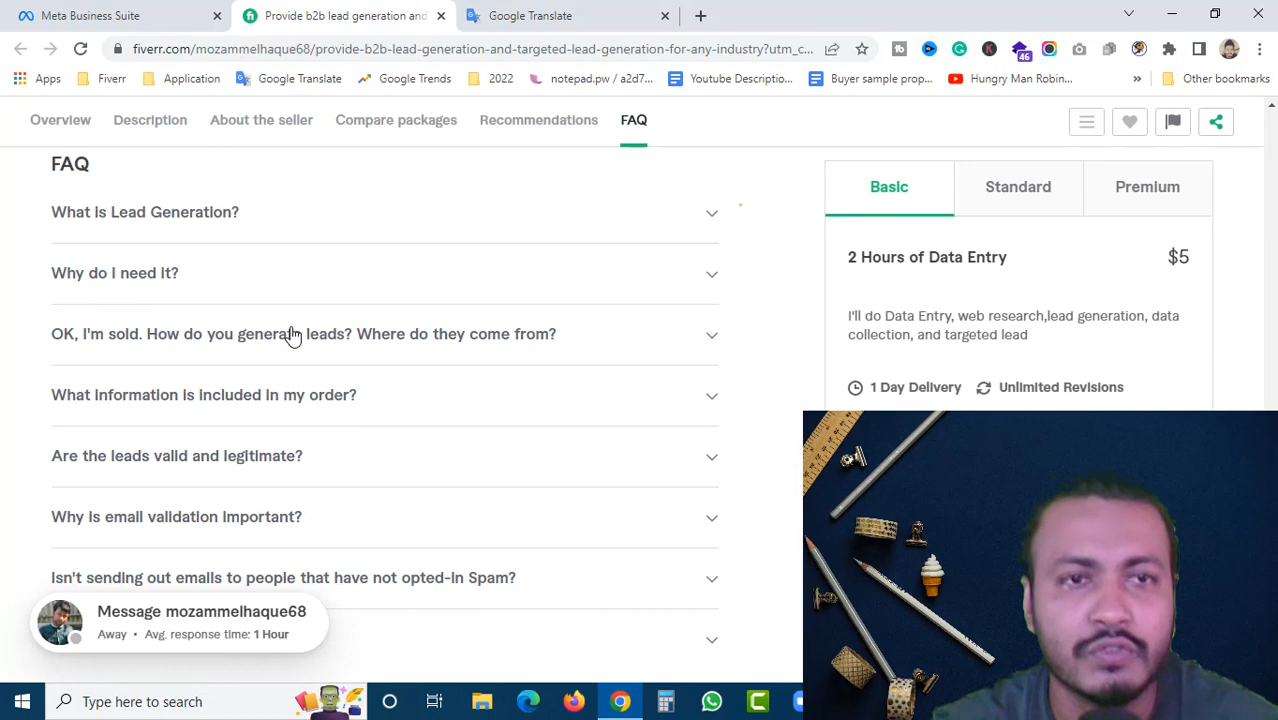 Meta Business Suite
Provide b2b lead generation and
Google Translate
fiverr.com/mozammelhaque68/provide-b2b-lead-generation-and-targeted-lead-generation-for-any-industry?utm_c...
46
Apps
Fiverr
Application
Google Translate
Google Trends
2022
notepad.pw / a2d7...
Youtube Descriptio...
Buyer sample prop...
Hungry Man Robin...
»
Other bookmarks
Overview
Description
About the seller
Compare packages
Recommendations
FAQ
FAQ
What is Lead Generation?
Why do I need it?
OK, I'm sold. How do you generate leads? Where do they come from?
What information is included in my order?
Are the leads valid and legitimate?
Why is email validation important?
Isn't sending out emails to people that have not opted-in Spam?
Message mozammelhaque68
Away • Avg. response time: 1 Hour
Basic
Standard
Premium
2 Hours of Data Entry
$5
I'll do Data Entry, web research,lead generation, data
collection, and targeted lead
1 Day Delivery
Unlimited Revisions
Type here to search